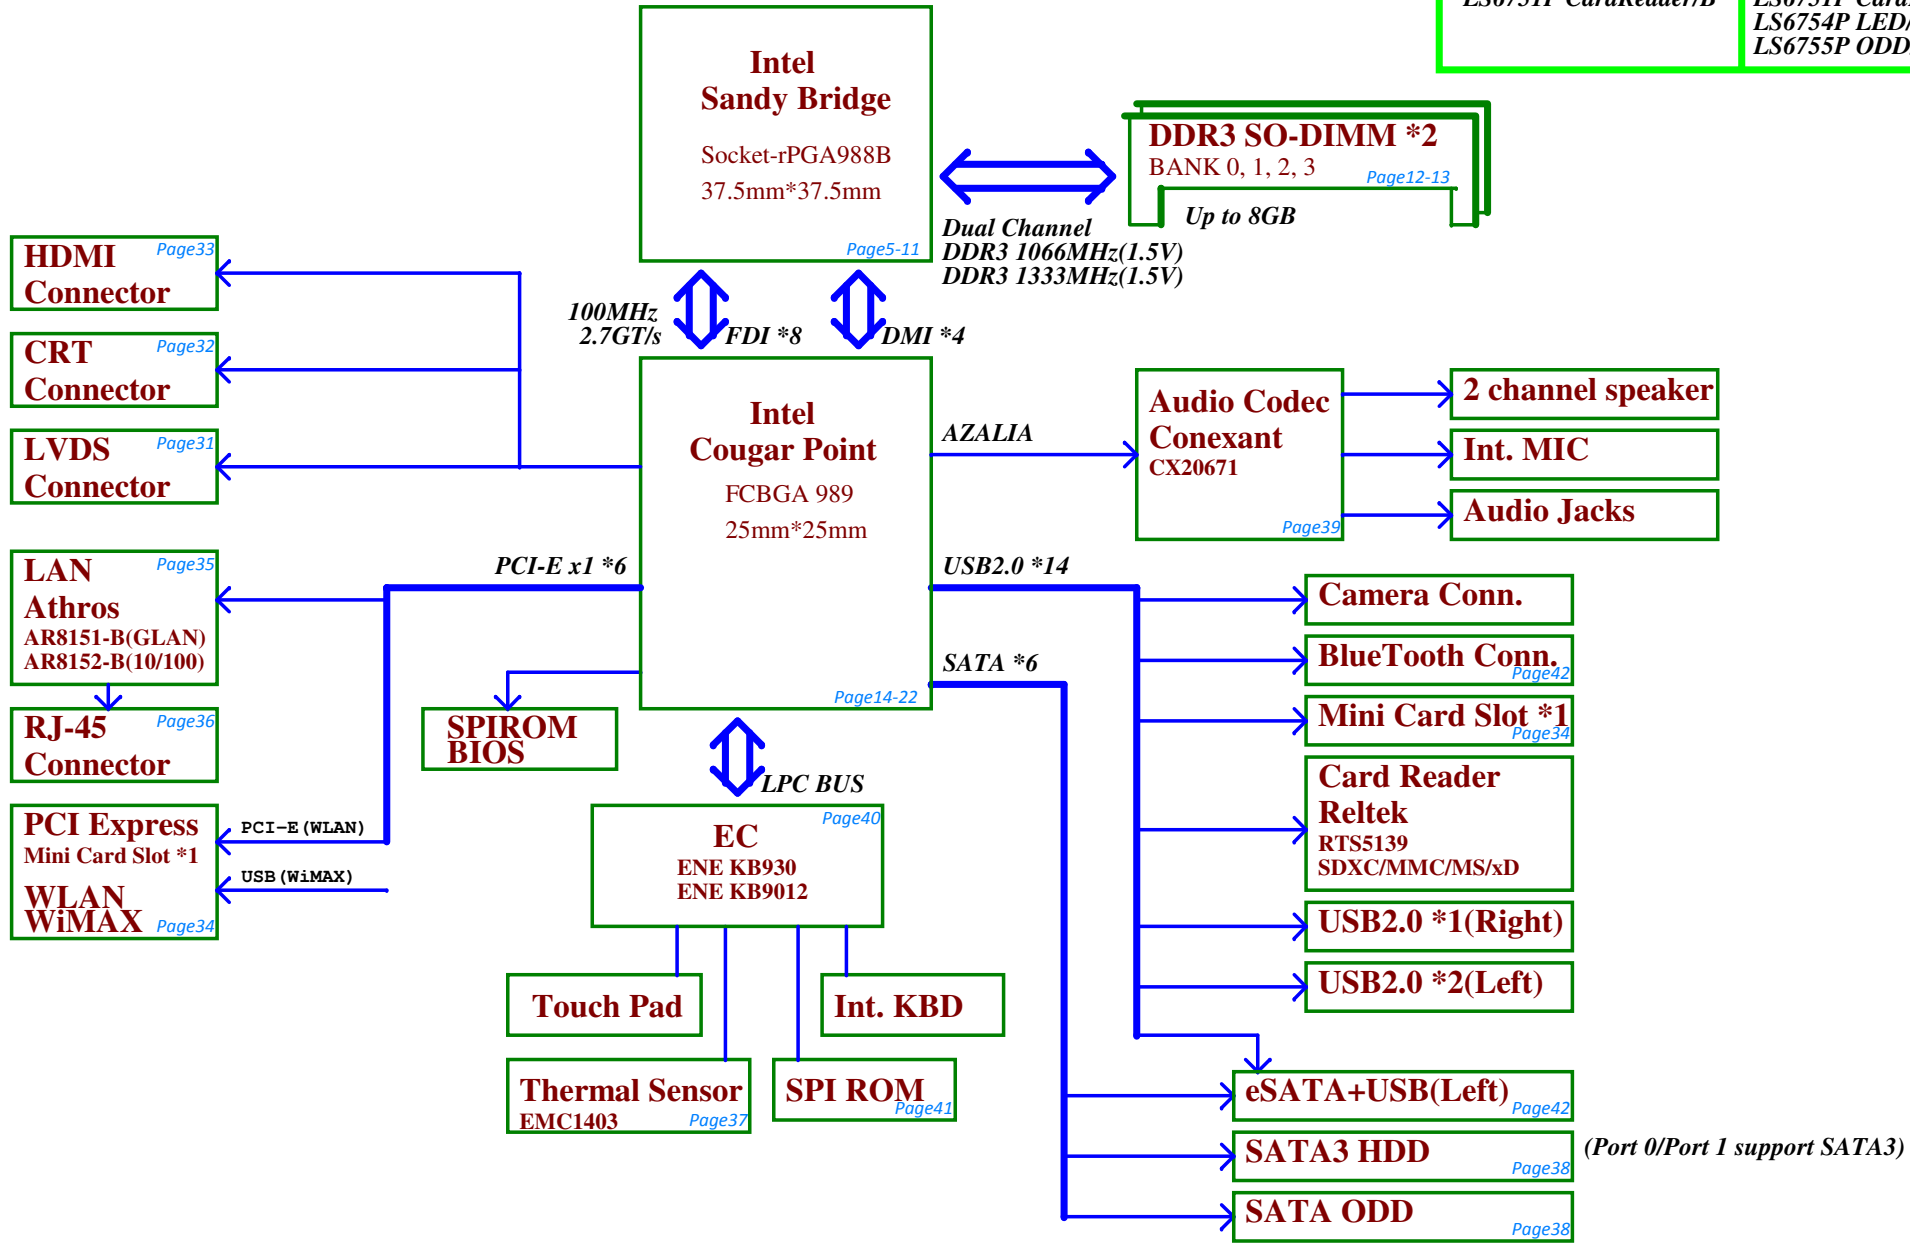 LS6754P LED/
LS6755P ODD
Intel
Sandy Bridge
Socket-rPGA988B
37.5mm*37.5mm
Page5-11
DDR3 SO-DIMM *2
BANK 0, 1, 2, 3
Page12-13
Up to 8GB
Dual Channel
DDR3 1066MHz(1.5V)
DDR3 1333MHz(1.5V)
HDMI
Connector
Page33
100MHz
2.7GT/s
FDI *8
DMI *4
CRT
Connector
Page32
LVDS
Connector
Page31
Intel
Cougar Point
FCBGA 989
25mm*25mm
Page14-22
AZALIA
Audio Codec
Conexant
CX20671
Page39
2 channel speaker
Int. MIC
Audio Jacks
PCI-E x1 *6
USB2.0 *14
SATA *6
LAN
Athros
AR8151-B(GLAN)
AR8152-B(10/100)
Page35
RJ-45
Connector
Page36
SPIROM
BIOS
LPC BUS
PCI Express
Mini Card Slot *1
WLAN
WiMAX
Page34
PCI-E(WLAN)
USB(WiMAX)
EC
ENE KB930
ENE KB9012
Page40
Touch Pad
Int. KBD
Thermal Sensor
EMC1403
Page37
SPI ROM
Page41
Camera Conn.
BlueTooth Conn.
Page42
Mini Card Slot *1
Page34
Card Reader
Reltek
RTS5139
SDXC/MMC/MS/xD
USB2.0 *1(Right)
USB2.0 *2(Left)
eSATA+USB(Left)
Page42
SATA3 HDD
Page38
(Port 0/Port 1 support SATA3)
SATA ODD
Page38